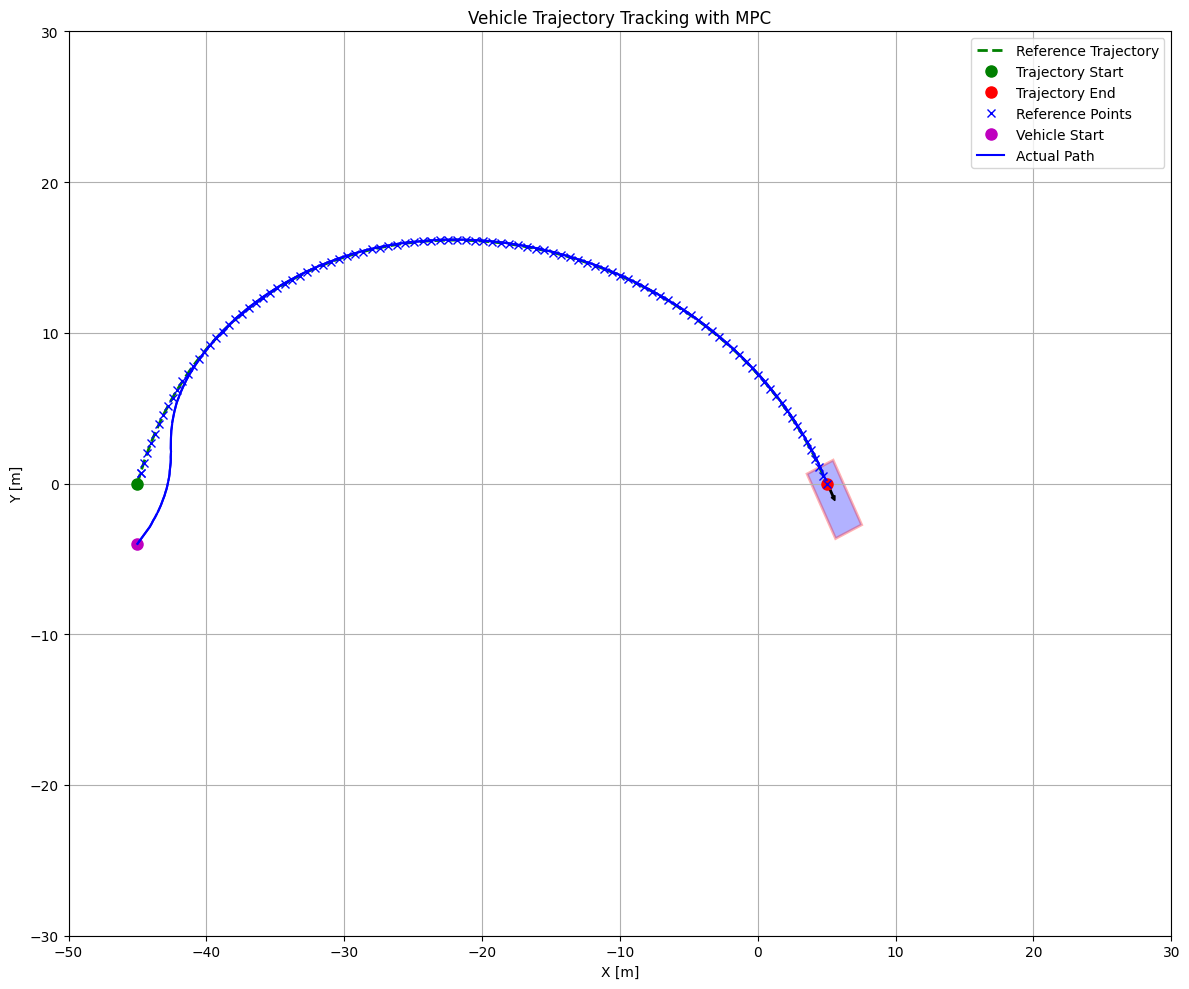 Vehicle Trajectory Tracking with MPC
Reference Trajectory
Trajectory Start
Trajectory End
Reference Points
Vehicle Start
Actual Path
30
20
10
0
−10
−20
−30
Y [m]
−50 −40 −30 −20 −10 0 10 20 30
X [m]